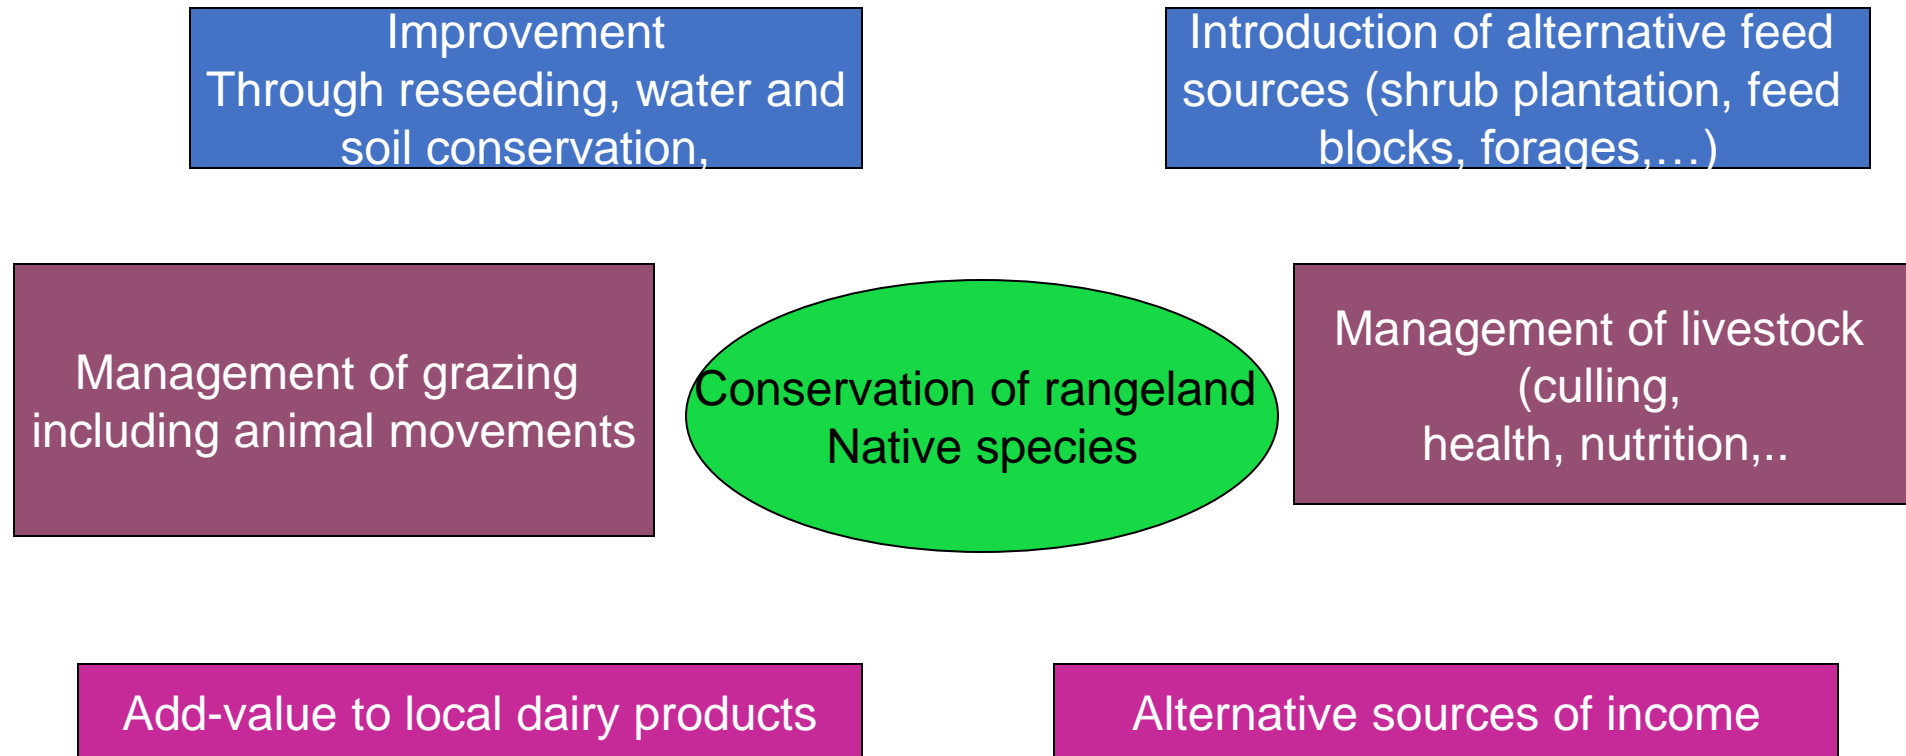 Improvement
Through reseeding, water and
soil conservation,
Introduction of alternative feed
sources (shrub plantation, feed
blocks, forages,…)
Management of grazing
including animal movements
Conservation of rangeland
Native species
Management of livestock
(culling,
health, nutrition,..
Add-value to local dairy products
Alternative sources of income